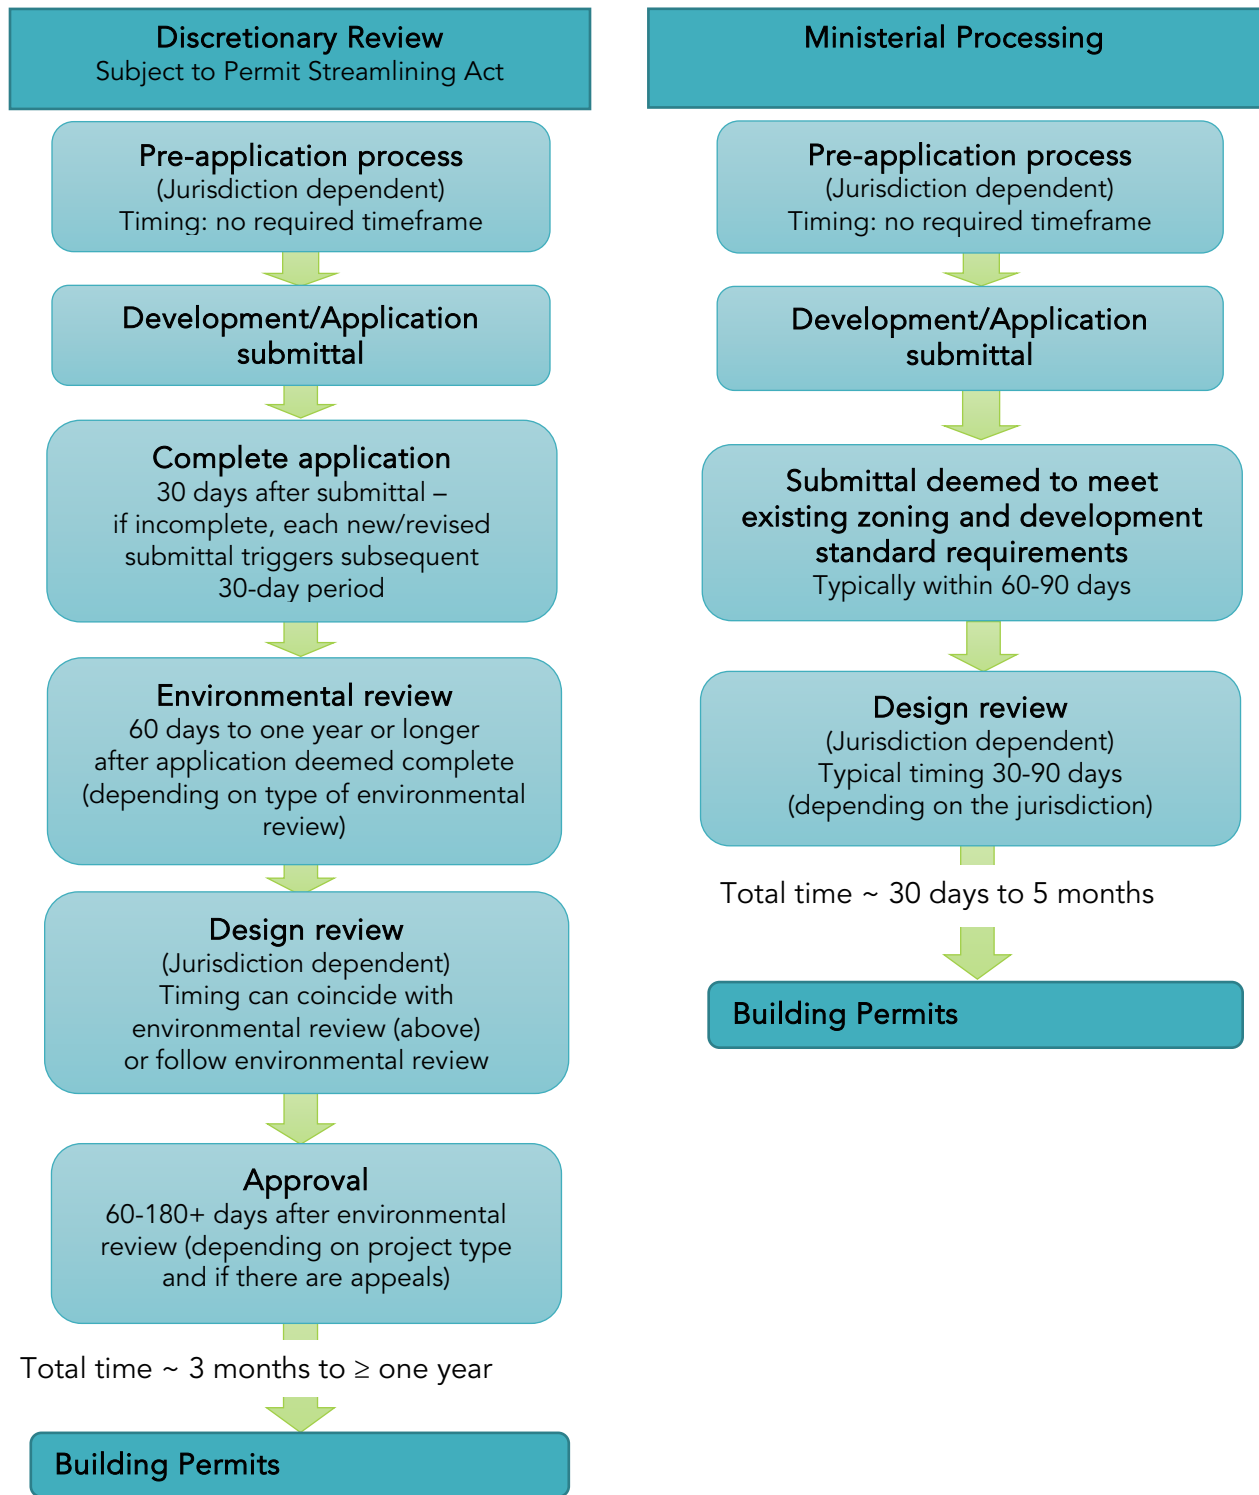 Discretionary Review
Subject to Permit Streamlining Act
Pre-application process
(Jurisdiction dependent)
Timing: no required timeframe
Development/Application
submittal
Complete application
30 days after submittal –
if incomplete, each new/revised
submittal triggers subsequent
30-day period
Environmental review
60 days to one year or longer
after application deemed complete
(depending on type of environmental
review)
Design review
(Jurisdiction dependent)
Timing can coincide with
environmental review (above)
or follow environmental review
Approval
60-180+ days after environmental
review (depending on project type
and if there are appeals)
Total time ~ 3 months to ≥ one year
Building Permits
Ministerial Processing
Pre-application process
(Jurisdiction dependent)
Timing: no required timeframe
Development/Application
submittal
Submittal deemed to meet
existing zoning and development
standard requirements
Typically within 60-90 days
Design review
(Jurisdiction dependent)
Typical timing 30-90 days
(depending on the jurisdiction)
Total time ~ 30 days to 5 months
Building Permits